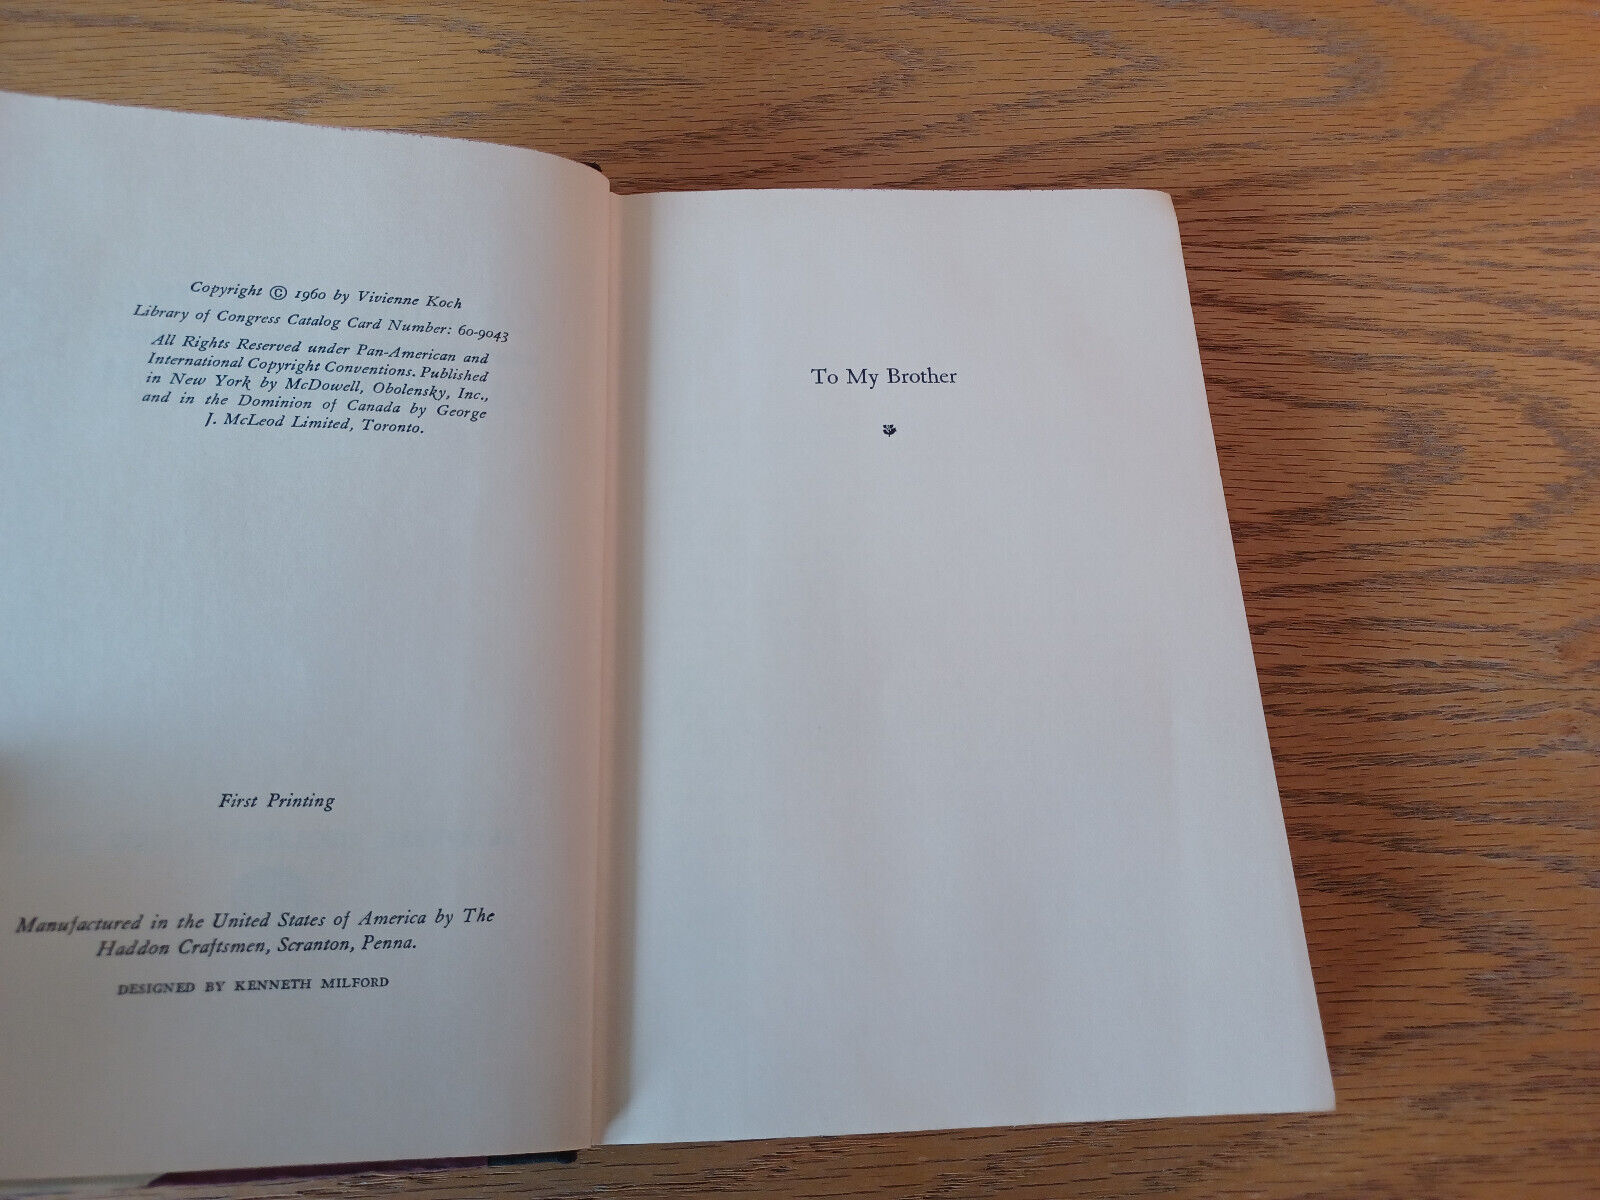 Copyright © 1960 by Vivienne Koch
Library of Congress Catalog Card Number: 60-9043
All Rights Reserved under Pan-American and
International Copyright Conventions. Published
in New York by McDowell, Obolensky, Inc.,
and in the Dominion of Canada by George
J. McLeod Limited, Toronto.
First Printing
Manufactured in the United States of America by The
Haddon Craftsmen, Scranton, Penna.
DESIGNED BY KENNETH MILFORD
To My Brother